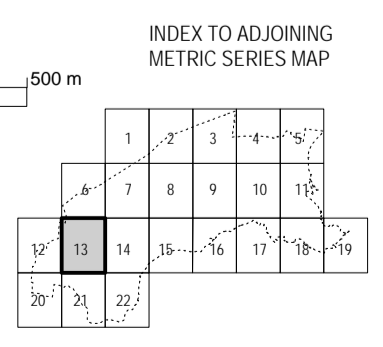 INDEX TO ADJOINING
METRIC SERIES MAP
500 m
1 2 3 4 5
6 7 8 9 10 11
12 13 14 15 16 17 18 19
20 21 22